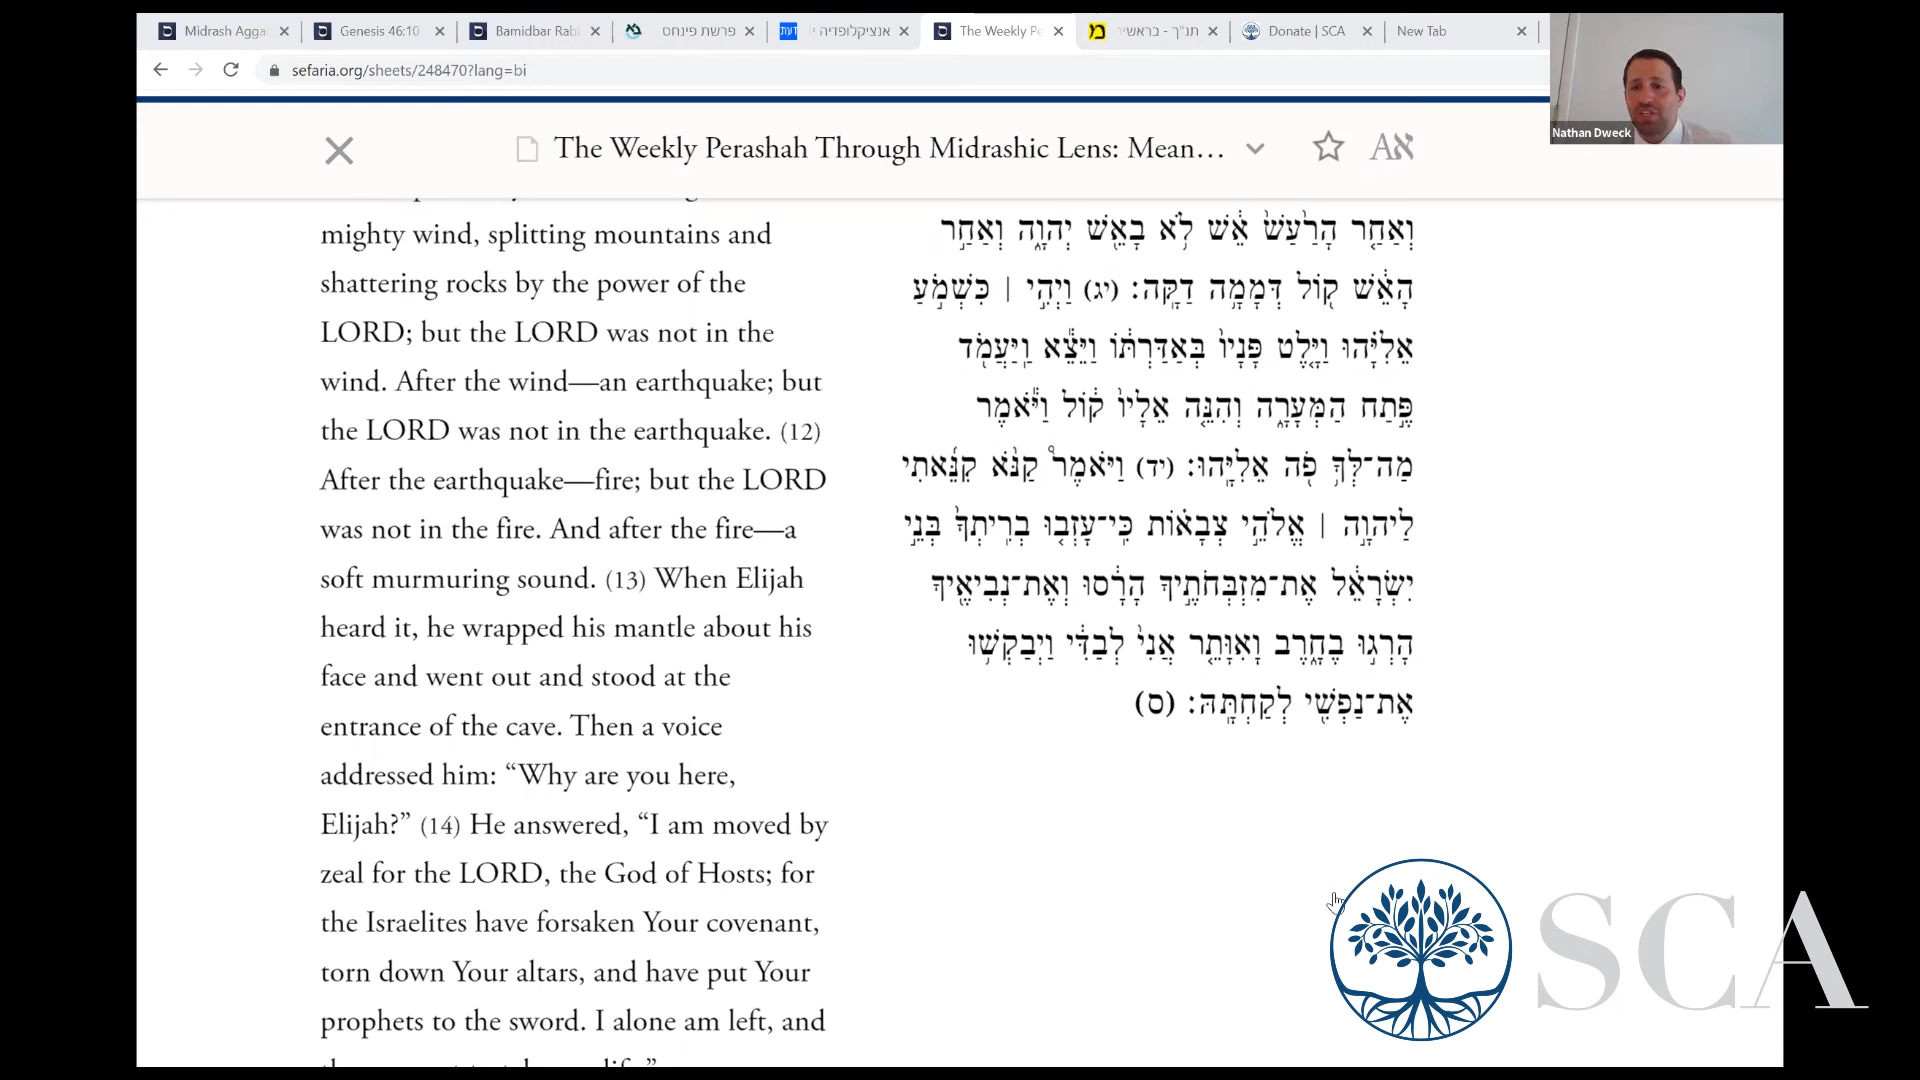 Midrash Agga
Genesis 46:10
Bamidbar Rab
פרשת פינחס
אנציקלופדיה י
The Weekly Pe
תנ"ך - בראשי
Donate | SCA
New Tab
sefaria.org/sheets/248470?lang=bi
Nathan Dweck
The Weekly Perashah Through Midrashic Lens: Mean...
mighty wind, splitting mountains and
shattering rocks by the power of the
LORD; but the LORD was not in the
wind. After the wind—an earthquake; but
the LORD was not in the earthquake. (12)
After the earthquake—fire; but the LORD
was not in the fire. And after the fire—a
soft murmuring sound. (13) When Elijah
heard it, he wrapped his mantle about his
face and went out and stood at the
entrance of the cave. Then a voice
addressed him: “Why are you here,
Elijah?” (14) He answered, “I am moved by
zeal for the LORD, the God of Hosts; for
the Israelites have forsaken Your covenant,
torn down Your altars, and have put Your
prophets to the sword. I alone am left, and
וְאַחַ֤ר הָרַ֙עַשׁ֙ אֵ֔שׁ לֹ֥א בָאֵ֖שׁ יְהוָ֑ה וְאַחַ֣ר
הָאֵ֔שׁ ק֖וֹל דְּמָמָ֥ה דַקָּֽה׃ (יג) וַיְהִ֣י ׀ כִּשְׁמֹ֣עַ
אֵלִיָּ֗הוּ וַיָּ֤לֶט פָּנָיו֙ בְּאַדַּרְתּ֔וֹ וַיֵּצֵ֕א וַֽיַּעֲמֹ֖ד
פֶּ֣תַח הַמְּעָרָ֑ה וְהִנֵּ֤ה אֵלָיו֙ ק֔וֹל וַיֹּ֕אמֶר
מַה־לְּךָ֥ פֹ֖ה אֵלִיָּֽהוּ׃ (יד) וַיֹּאמֶר֩ קַנֹּ֨א קִנֵּ֜אתִי
לַיהוָ֣ה ׀ אֱלֹהֵ֣י צְבָא֗וֹת כִּֽי־עָזְב֤וּ בְרִֽיתְךָ֙ בְּנֵ֣י
יִשְׂרָאֵ֔ל אֶת־מִזְבְּחֹתֶ֣יךָ הָרָ֔סוּ וְאֶת־נְבִיאֶ֖יךָ
הָרְג֣וּ בֶחָ֑רֶב וָאִוָּתֵ֤ר אֲנִי֙ לְבַדִּ֔י וַיְבַקְשׁ֥וּ
אֶת־נַפְשִׁ֖י לְקַחְתָּֽהּ׃ (ס)
SCA